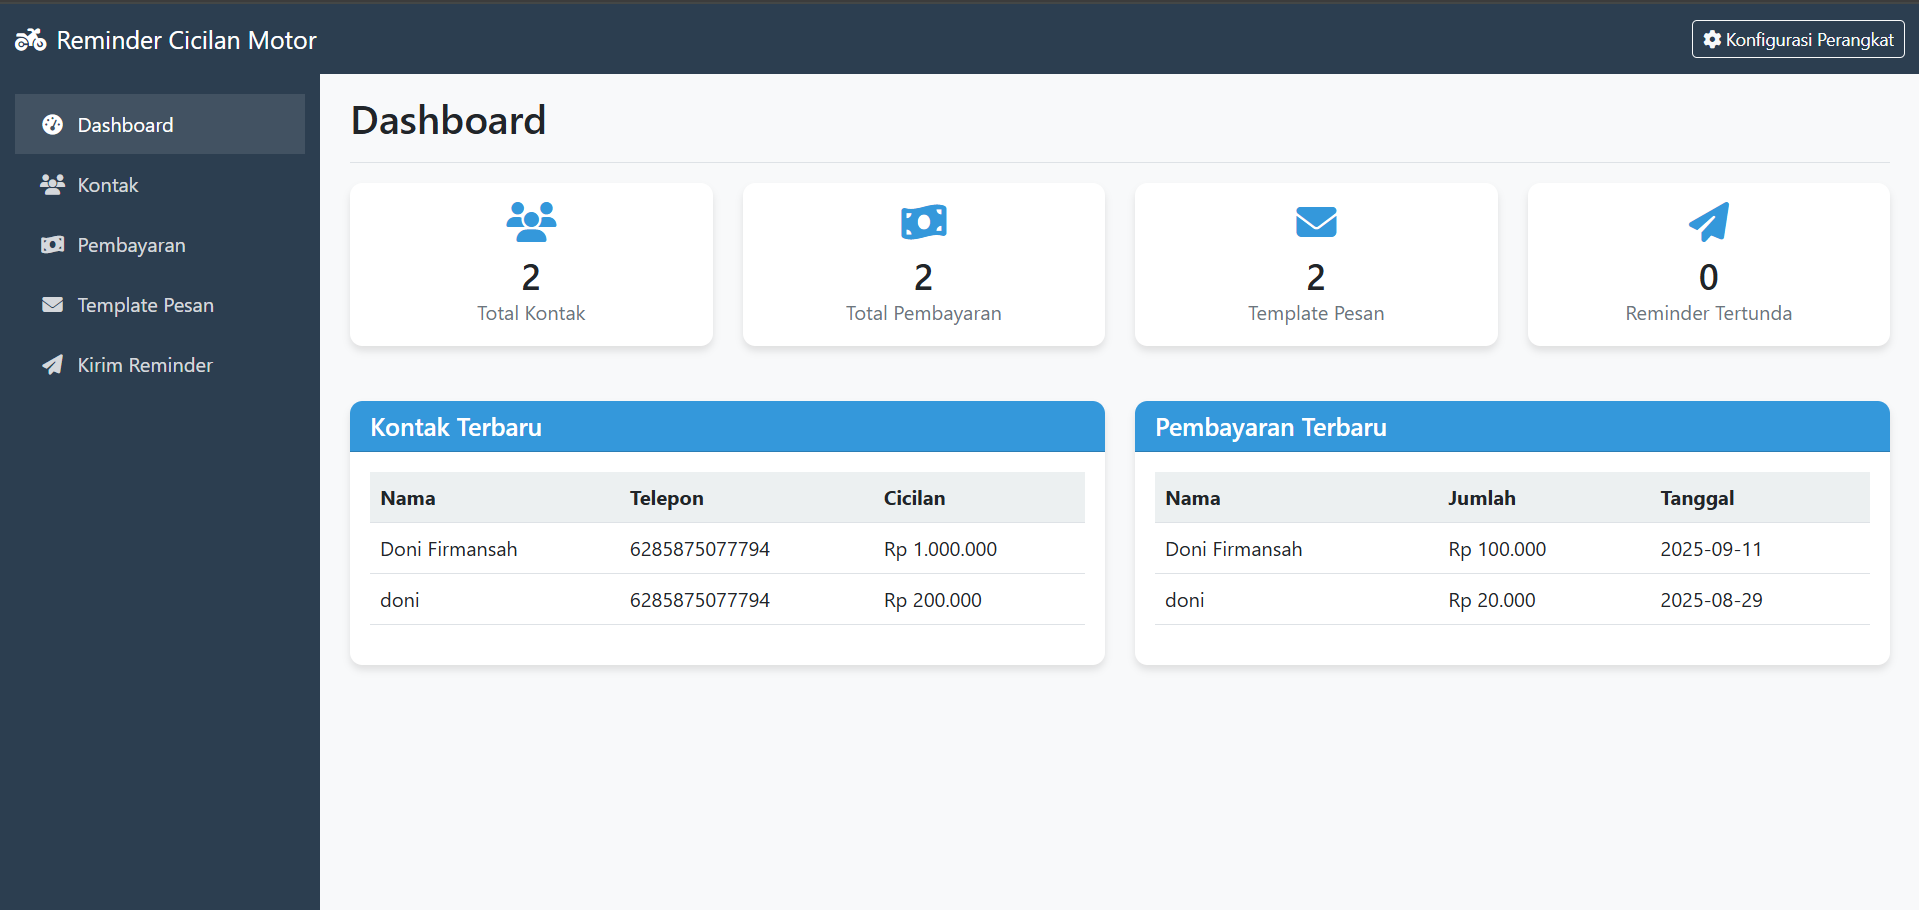 Reminder Cicilan Motor
Konfigurasi Perangkat
Dashboard
Kontak
Pembayaran
Template Pesan
Kirim Reminder
Dashboard
2
Total Kontak
2
Total Pembayaran
2
Template Pesan
0
Reminder Tertunda
Kontak Terbaru
Nama Telepon Cicilan
Doni Firmansah 6285875077794 Rp 1.000.000
doni 6285875077794 Rp 200.000
Pembayaran Terbaru
Nama Jumlah Tanggal
Doni Firmansah Rp 100.000 2025-09-11
doni Rp 20.000 2025-08-29